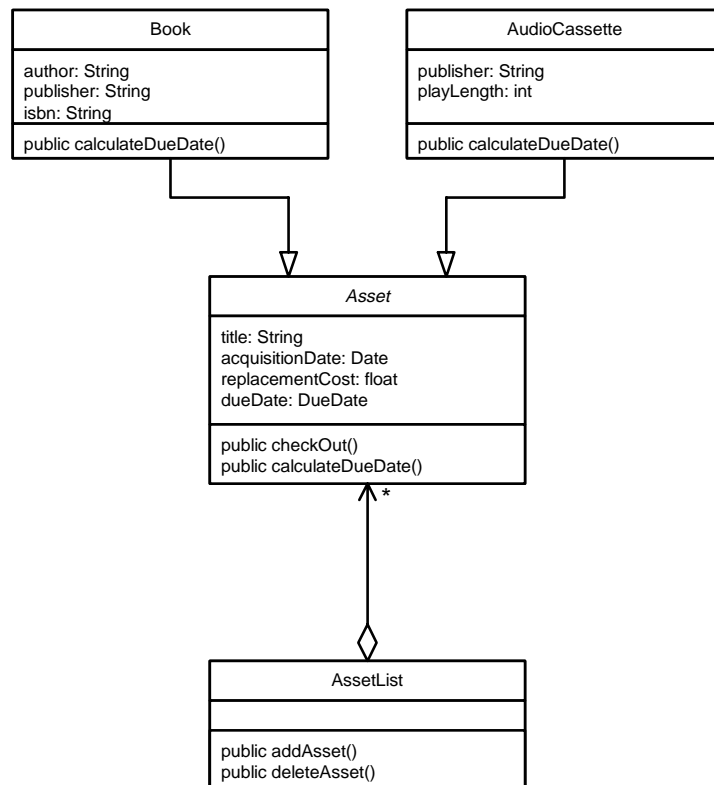 Book
author: String
publisher: String
isbn: String
public calculateDueDate()
AudioCassette
publisher: String
playLength: int
public calculateDueDate()
Asset
title: String
acquisitionDate: Date
replacementCost: float
dueDate: DueDate
public checkOut()
public calculateDueDate()
*
AssetList
public addAsset()
public deleteAsset()